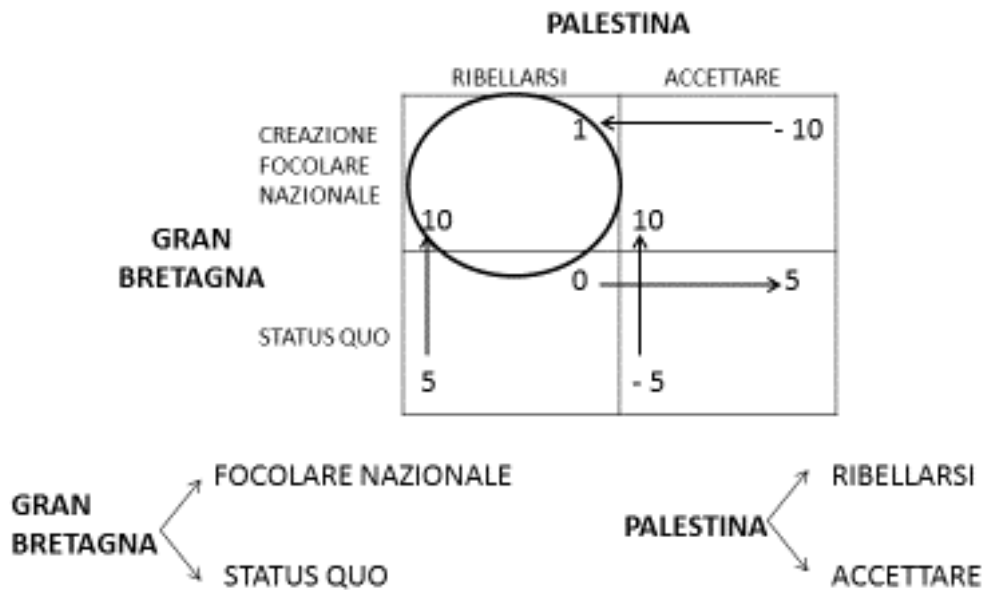 PALESTINA
RIBELLARSI ACCETTARE
CREAZIONE
FOCOLARE
NAZIONALE
1 - 10
10 10
GRAN
BRETAGNA
0 5
STATUS QUO
5 - 5
FOCOLARE NAZIONALE
GRAN
BRETAGNA
STATUS QUO
RIBELLARSI
PALESTINA
ACCETTARE